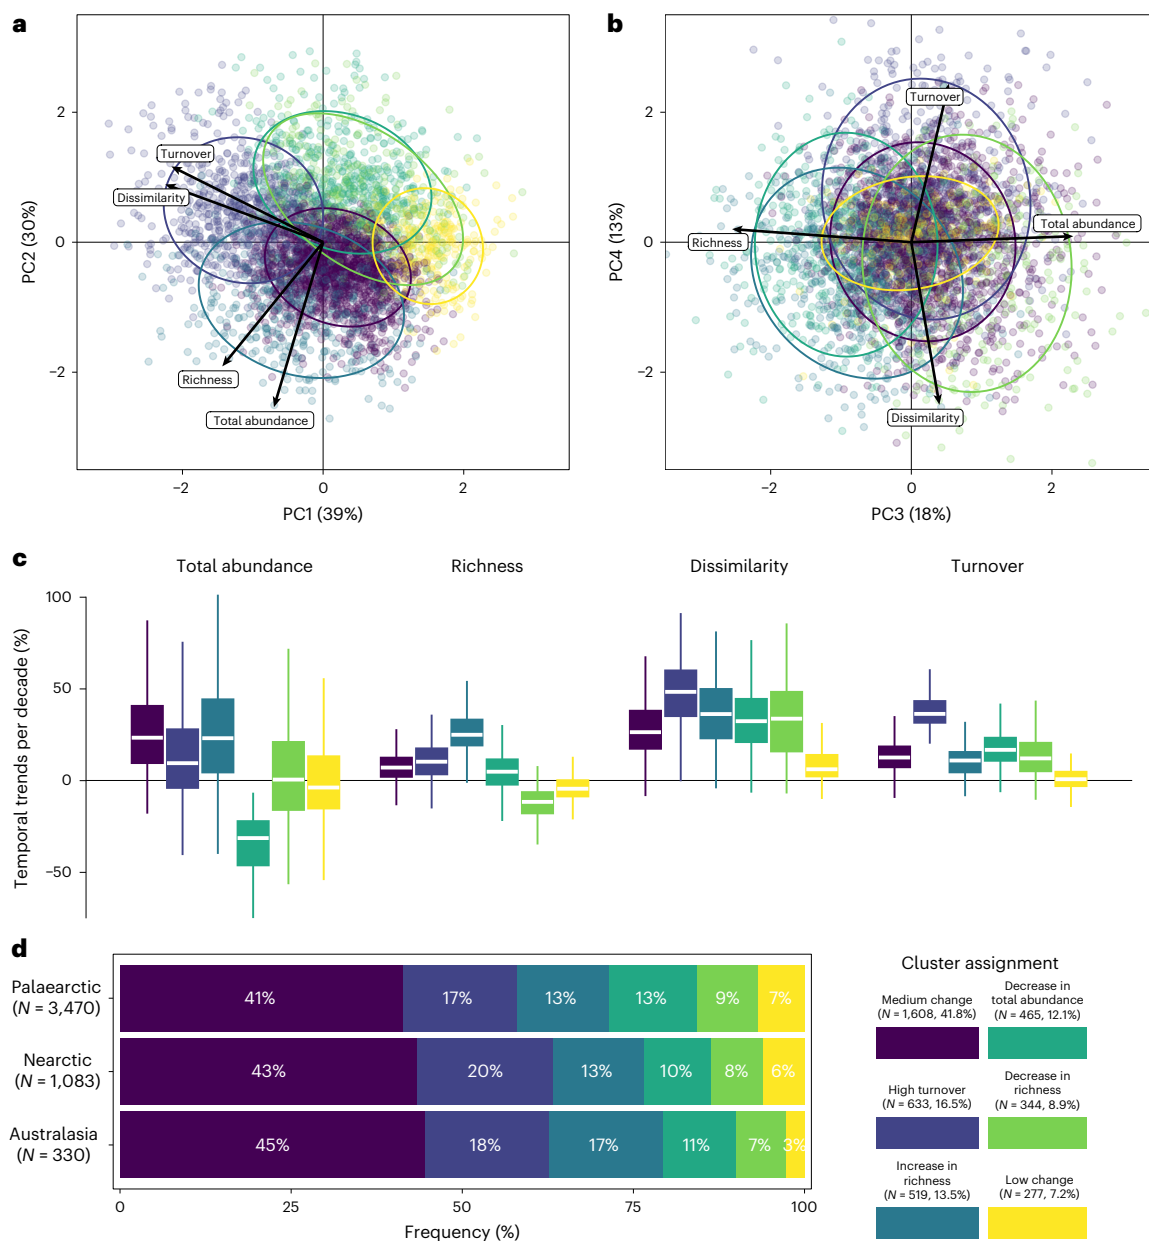 a
Turnover
Dissimilarity
Richness
Total abundance
2
0
−2
PC2 (30%)
−2
0
2
PC1 (39%)
b
Turnover
Total abundance
Richness
Dissimilarity
2
0
−2
PC4 (13%)
−2
0
2
PC3 (18%)
c
Total abundance
Richness
Dissimilarity
Turnover
100
50
0
−50
Temporal trends per decade (%)
d
Palaearctic
(N = 3,470)
41%
17%
13%
13%
9%
7%
Nearctic
(N = 1,083)
43%
20%
13%
10%
8%
6%
Australasia
(N = 330)
45%
18%
17%
11%
7%
3%
0
25
50
75
100
Frequency (%)
Cluster assignment
Medium change
(N = 1,608, 41.8%)
Decrease in
total abundance
(N = 465, 12.1%)
High turnover
(N = 633, 16.5%)
Decrease in
richness
(N = 344, 8.9%)
Increase in
richness
(N = 519, 13.5%)
Low change
(N = 277, 7.2%)